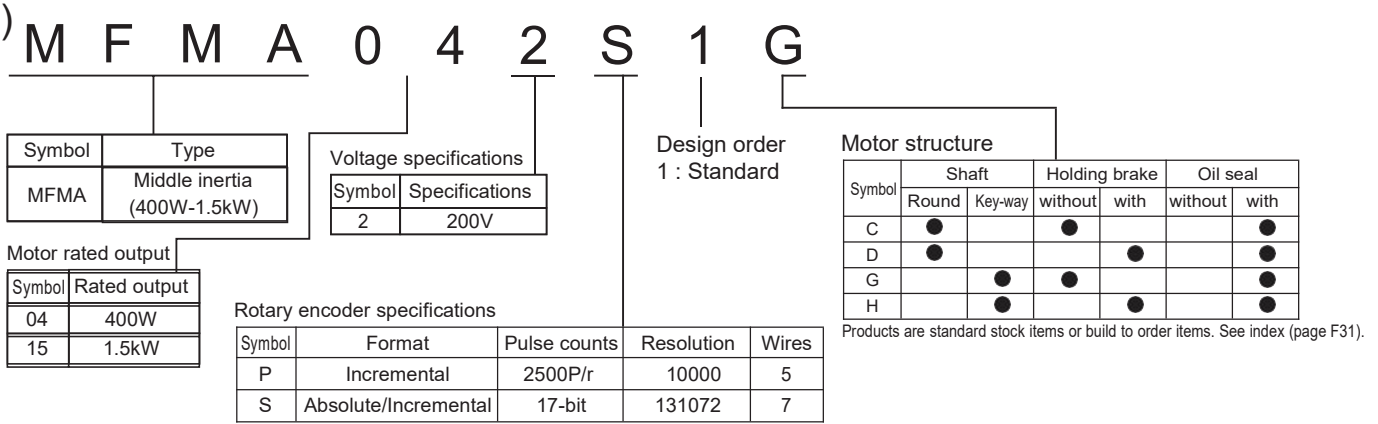 )
M F M A 0 4 2 S 1 G
Symbol Type
MFMA Middle inertia
(400W-1.5kW)
Motor rated output
Symbol Rated output
04 400W
15 1.5kW
Voltage specifications
Symbol Specifications
2 200V
Rotary encoder specifications
Symbol Format Pulse counts Resolution Wires
P Incremental 2500P/r 10000 5
S Absolute/Incremental 17-bit 131072 7
Design order
1 : Standard
Motor structure
Symbol Shaft Holding brake Oil seal
Round Key-way without with without with
C ● ● ●
D ● ● ●
G ● ● ●
H ● ● ●
Products are standard stock items or build to order items. See index (page F31).